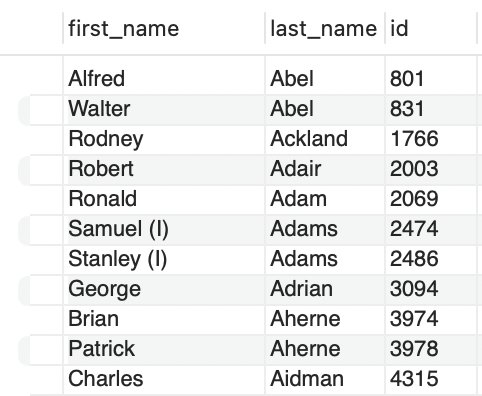 first_name last_name id
Alfred Abel 801
Walter Abel 831
Rodney Ackland 1766
Robert Adair 2003
Ronald Adam 2069
Samuel (I) Adams 2474
Stanley (I) Adams 2486
George Adrian 3094
Brian Aherne 3974
Patrick Aherne 3978
Charles Aidman 4315